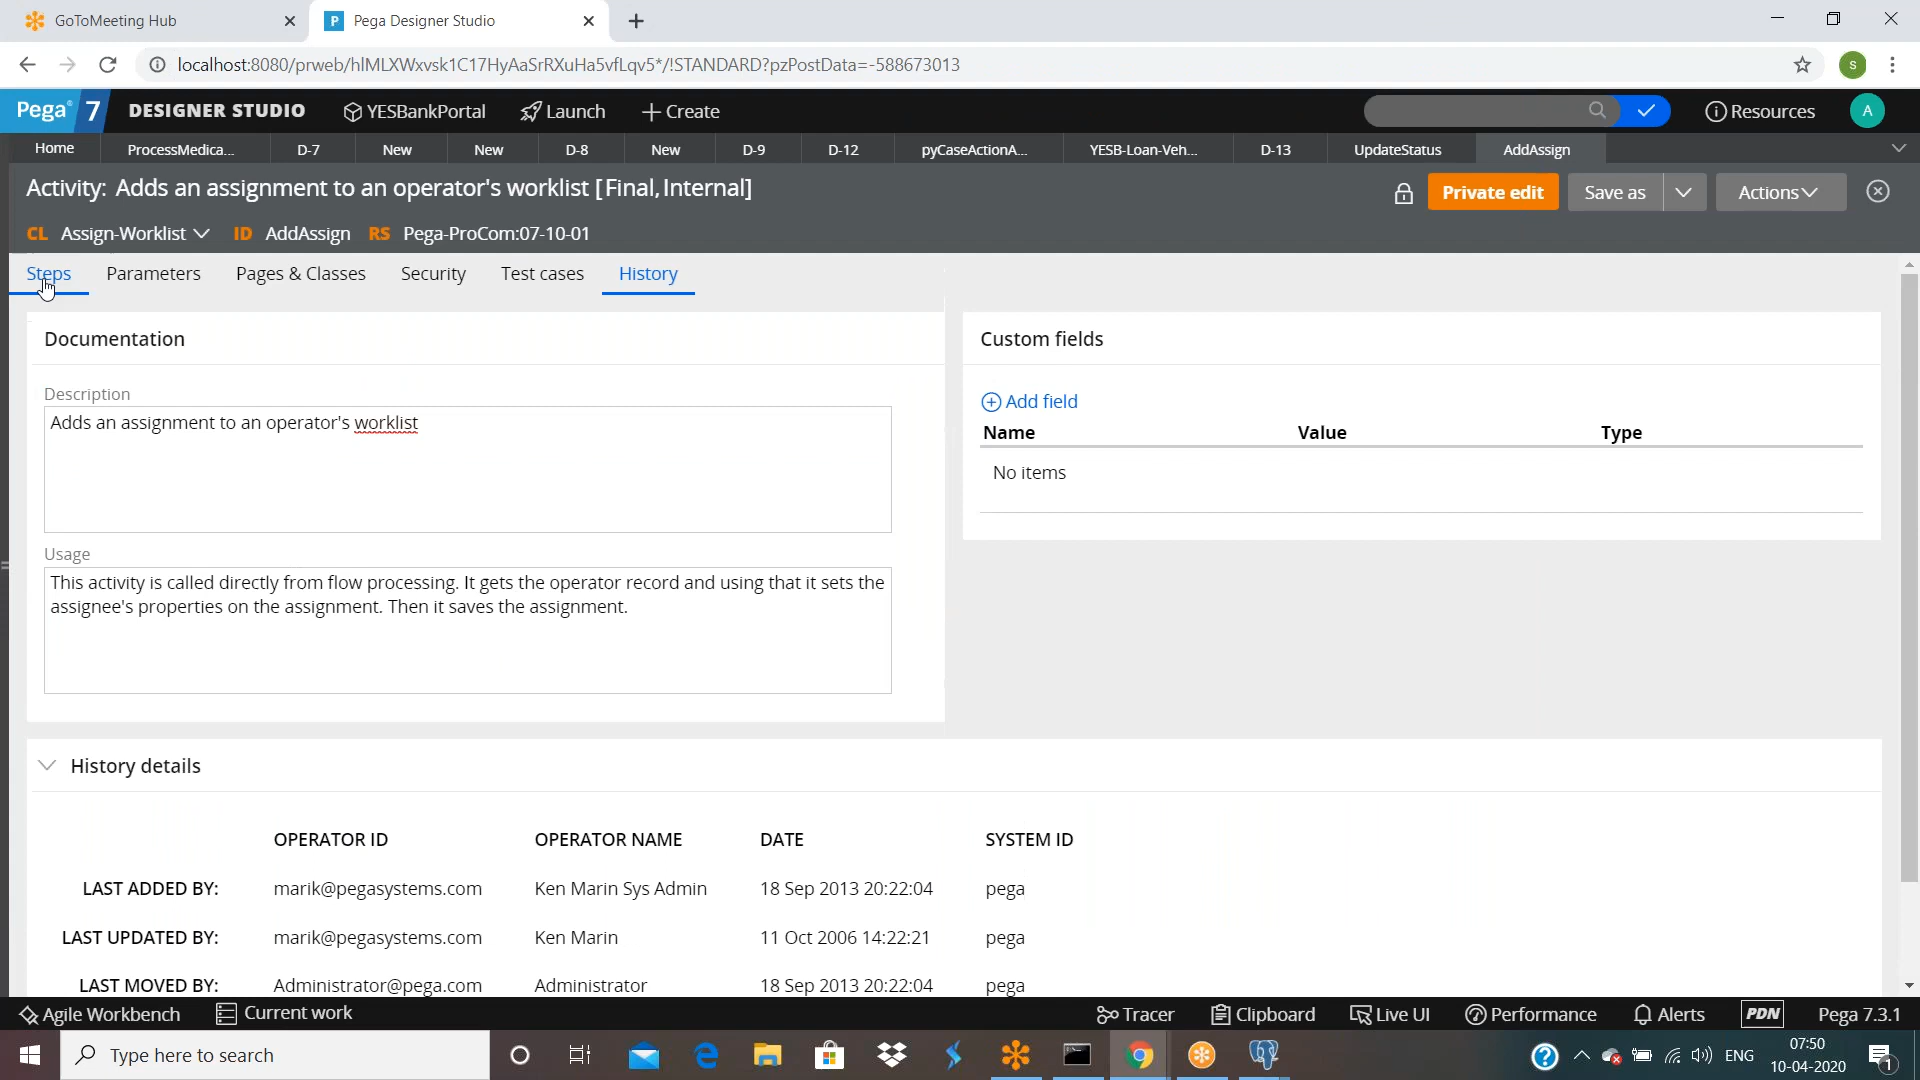 GoToMeeting Hub
Pega Designer Studio
localhost:8080/prweb/hIMLXWxvsk1C17HyAaSrRXuHa5vfLqv5*/!STANDARD?pzPostData=-588673013
S
Pega 7 DESIGNER STUDIO YESBankPortal Launch Create Resources A
Home ProcessMedica... D-7 New New D-8 New D-9 D-12 pyCaseActionA... YESB-Loan-Veh... D-13 UpdateStatus AddAssign
Activity: Adds an assignment to an operator's worklist [Final,Internal]
Private edit Save as Actions
CL Assign-Worklist ID AddAssign RS Pega-ProCom:07-10-01
Steps Parameters Pages & Classes Security Test cases History
Documentation
Description
Adds an assignment to an operator's worklist
Usage
This activity is called directly from flow processing. It gets the operator record and using that it sets the
assignee's properties on the assignment. Then it saves the assignment.
Custom fields
Add field
Name Value Type
No items
History details
OPERATOR ID OPERATOR NAME DATE SYSTEM ID
LAST ADDED BY: marik@pegasystems.com Ken Marin Sys Admin 18 Sep 2013 20:22:04 pega
LAST UPDATED BY: marik@pegasystems.com Ken Marin 11 Oct 2006 14:22:21 pega
LAST MOVED BY: Administrator@pega.com Administrator 18 Sep 2013 20:22:04 pega
Agile Workbench Current work Tracer Clipboard Live UI Performance Alerts PDN Pega 7.3.1
Type here to search
ENG
07:50
10-04-2020
1